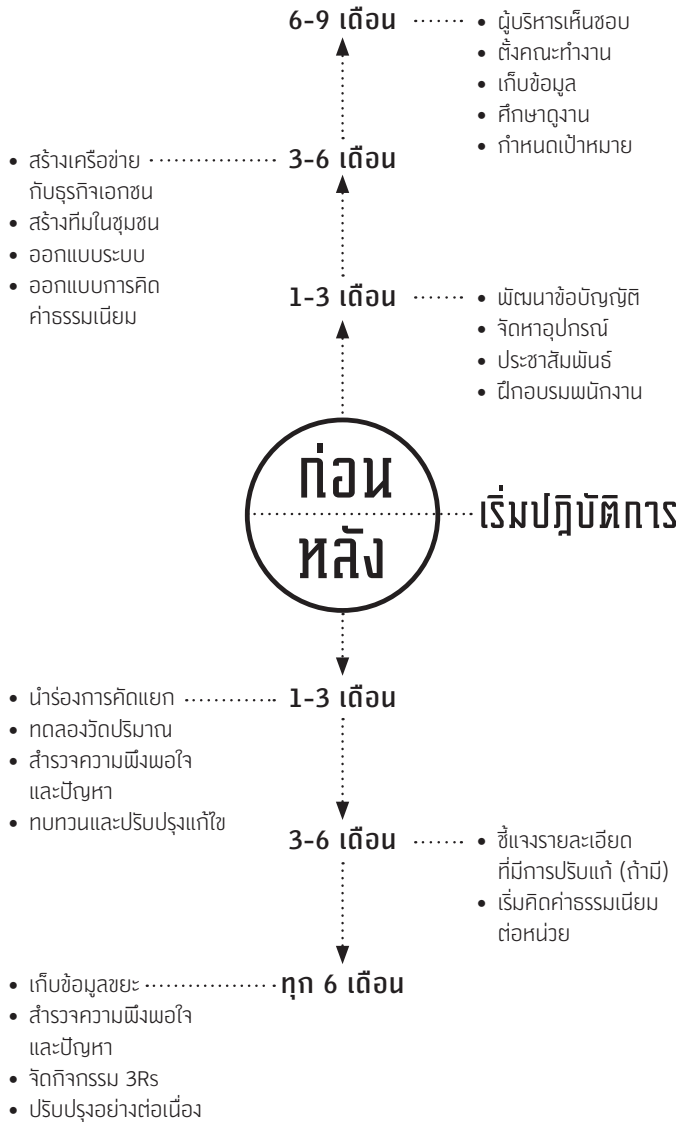 6-9 เดือน
• ผู้บริหารเห็นชอบ
• ตั้งคณะทำงาน
• เก็บข้อมูล
• ศึกษาดูงาน
• กำหนดเป้าหมาย
• สร้างเครือข่าย
กับธุรกิจเอกชน
• สร้างทีมในชุมชน
• ออกแบบระบบ
• ออกแบบการคิด
ค่าธรรมเนียม
3-6 เดือน
1-3 เดือน
• พัฒนาข้อบัญญัติ
• จัดหาอุปกรณ์
• ประชาสัมพันธ์
• ฝึกอบรมพนักงาน
ก่อน
หลัง
เริ่มปฏิบัติการ
• นำร่องการคัดแยก
• ทดลองวัดปริมาณ
• สำรวจความพึงพอใจ
และปัญหา
• ทบทวนและปรับปรุงแก้ไข
1-3 เดือน
3-6 เดือน
• ชี้แจงรายละเอียด
ที่มีการปรับแก้ (ถ้ามี)
• เริ่มคิดค่าธรรมเนียม
ต่อหน่วย
• เก็บข้อมูลขยะ
• สำรวจความพึงพอใจ
และปัญหา
• จัดกิจกรรม 3Rs
• ปรับปรุงอย่างต่อเนื่อง
ทุก 6 เดือน